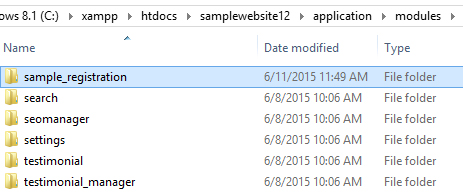 ows 8.1 (C:) ▸ xampp ▸ htdocs ▸ samplewebsite12 ▸ application ▸ modules ▸
Name Date modified Type
sample_registration 6/11/2015 11:49 AM File folder
search 6/8/2015 10:06 AM File folder
seomanager 6/8/2015 10:06 AM File folder
settings 6/8/2015 10:06 AM File folder
testimonial 6/8/2015 10:06 AM File folder
testimonial_manager 6/8/2015 10:06 AM File folder